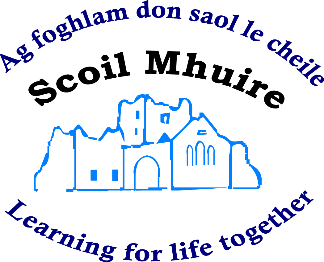 Ag foghlam don saol le cheile
Scoil Mhuire
Learning for life together